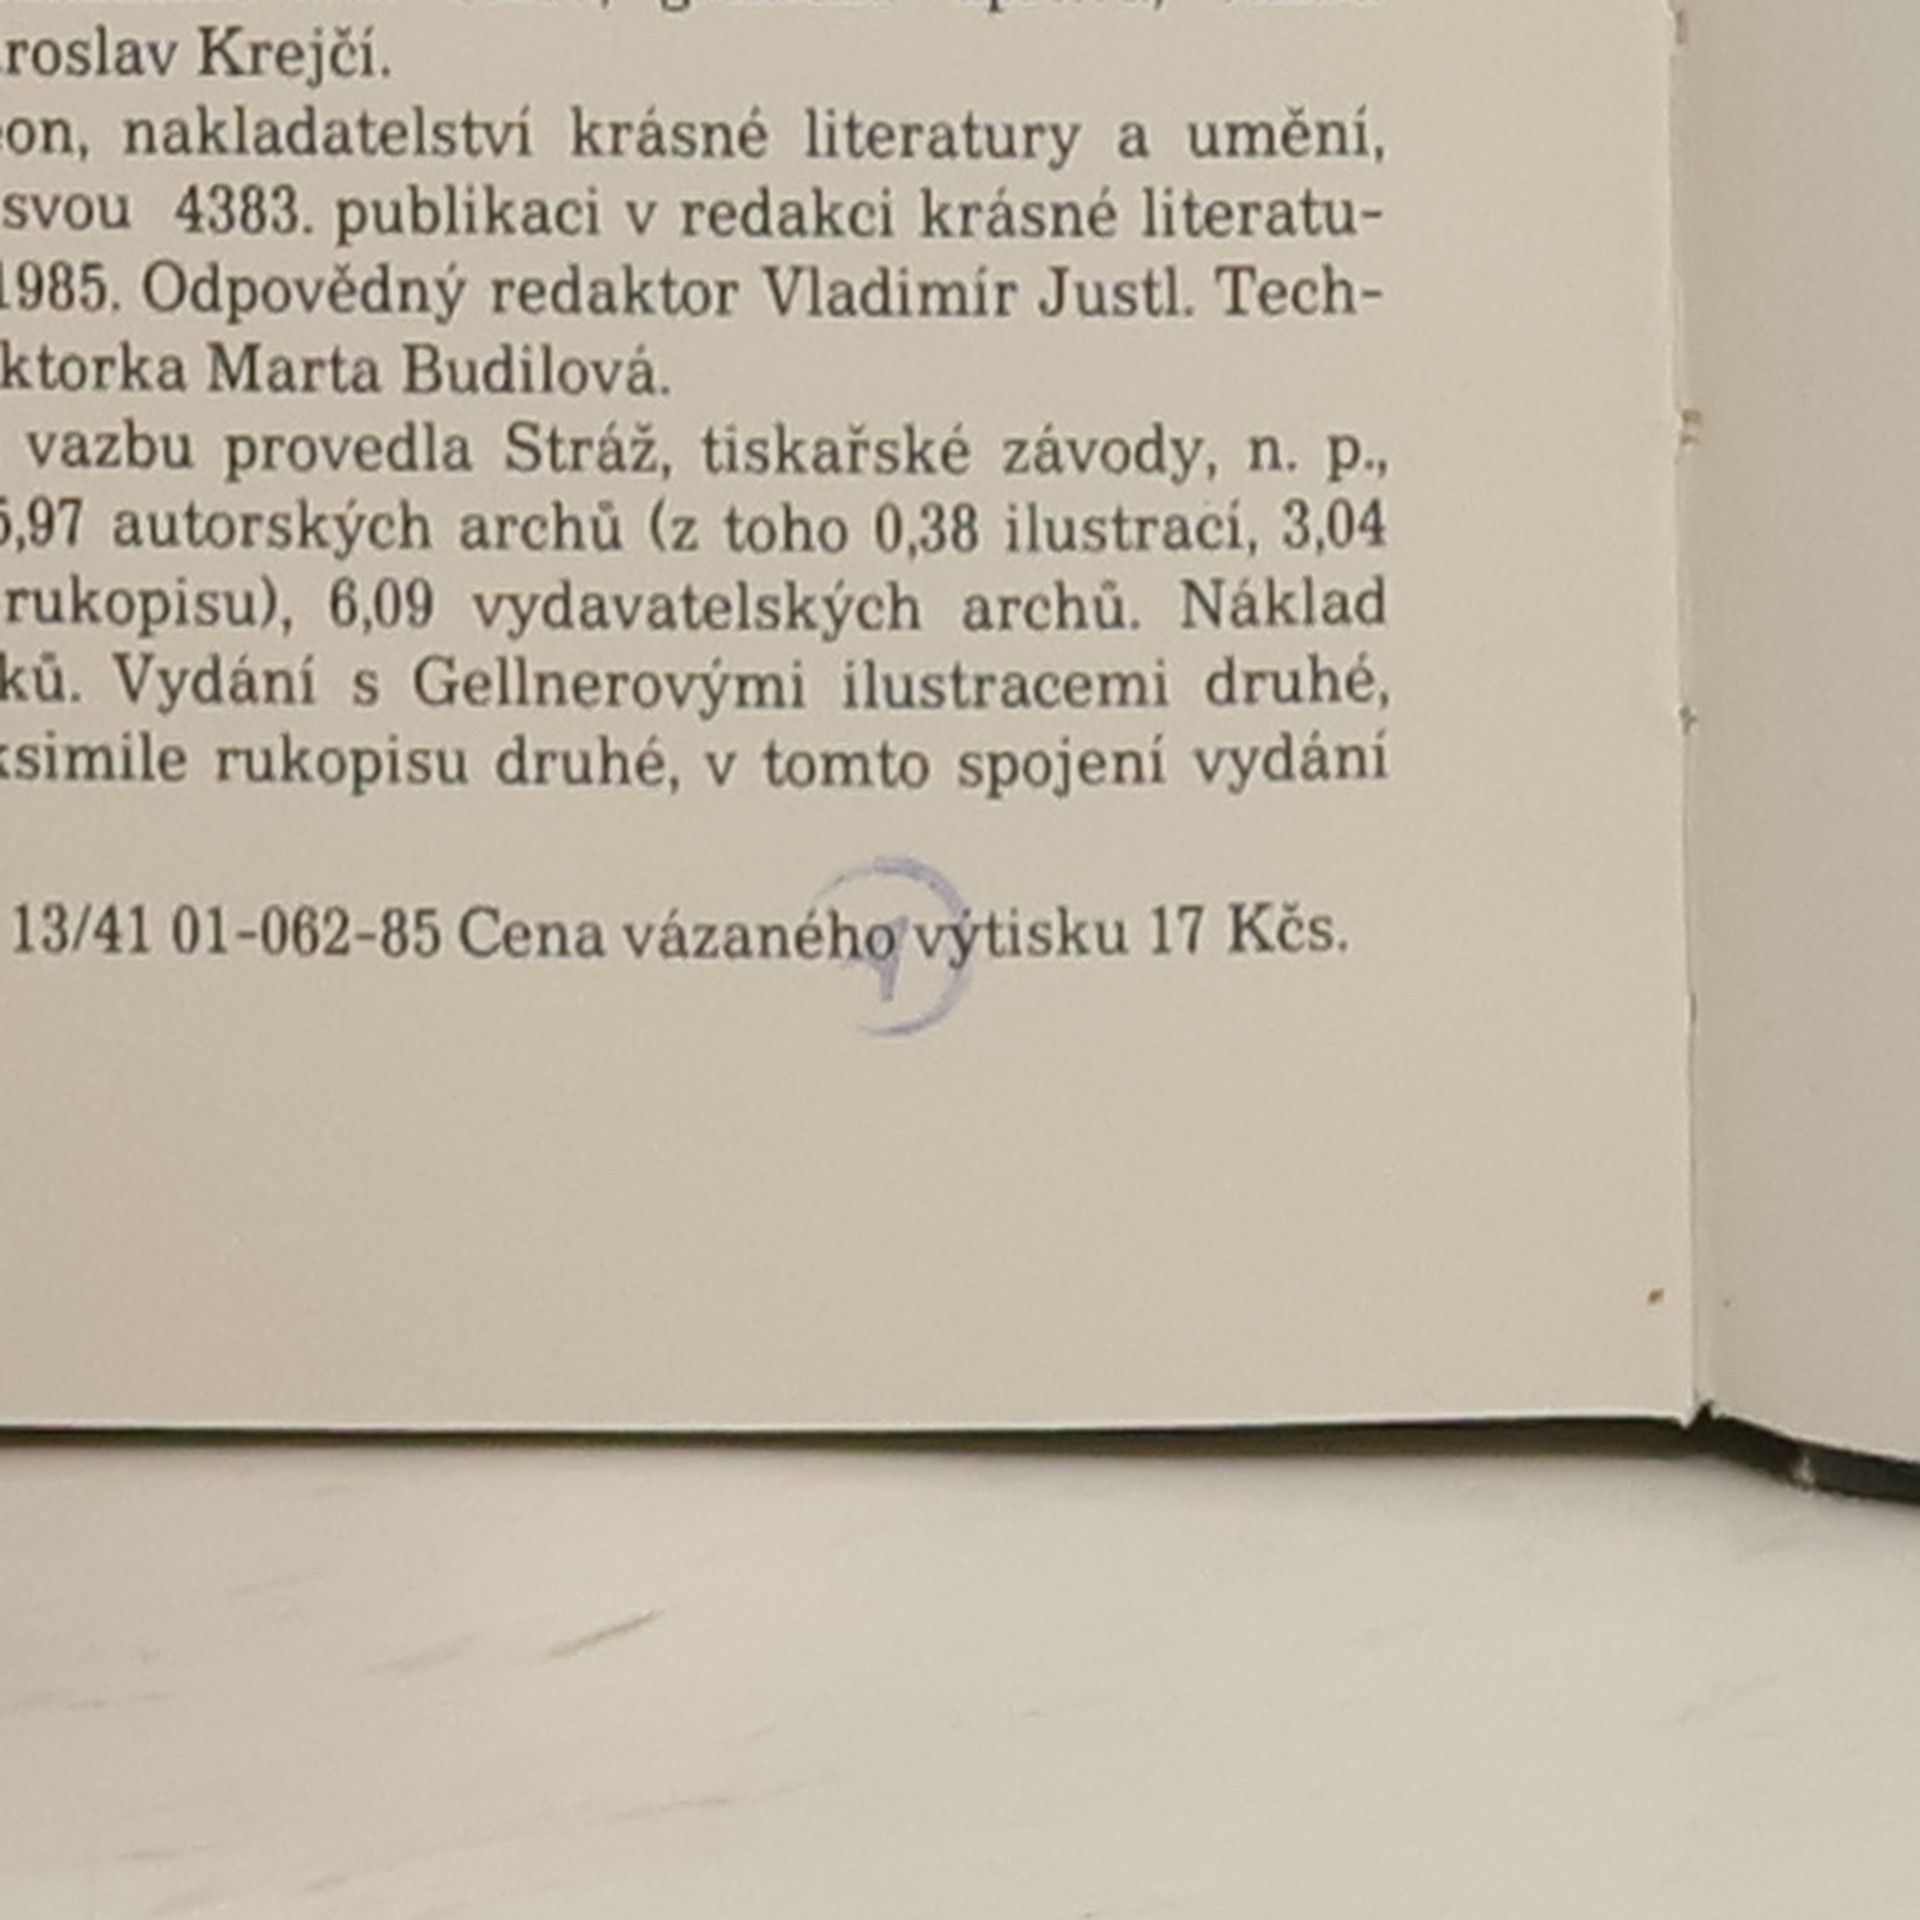 roslav Krejčí.
on, nakladatelství krásné literatury a umění,
svou 4383. publikaci v redakci krásné literatu-
1985. Odpovědný redaktor Vladimír Justl. Tech-
ktorka Marta Budilová.
vazbu provedla Stráž, tiskařské závody, n. p.,
5,97 autorských archů (z toho 0,38 ilustrací, 3,04
rukopisu), 6,09 vydavatelských archů. Náklad
ků. Vydání s Gellnerovými ilustracemi druhé,
ksimile rukopisu druhé, v tomto spojení vydání
13/41 01-062-85 Cena vázaného výtisku 17 Kčs.